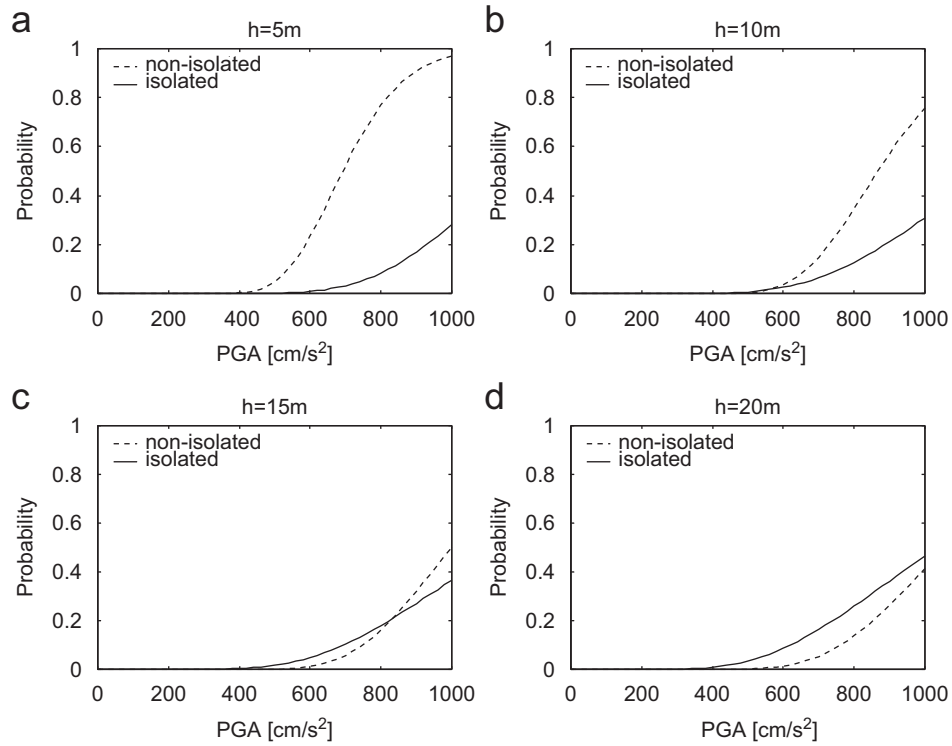 a
h=5m
1
0.8
0.6
0.4
0.2
0
Probability
non-isolated
isolated
0 200 400 600 800 1000
PGA [cm/s²]
b
h=10m
1
0.8
0.6
0.4
0.2
0
Probability
non-isolated
isolated
0 200 400 600 800 1000
PGA [cm/s²]
c
h=15m
1
0.8
0.6
0.4
0.2
0
Probability
non-isolated
isolated
0 200 400 600 800 1000
PGA [cm/s²]
d
h=20m
1
0.8
0.6
0.4
0.2
0
Probability
non-isolated
isolated
0 200 400 600 800 1000
PGA [cm/s²]